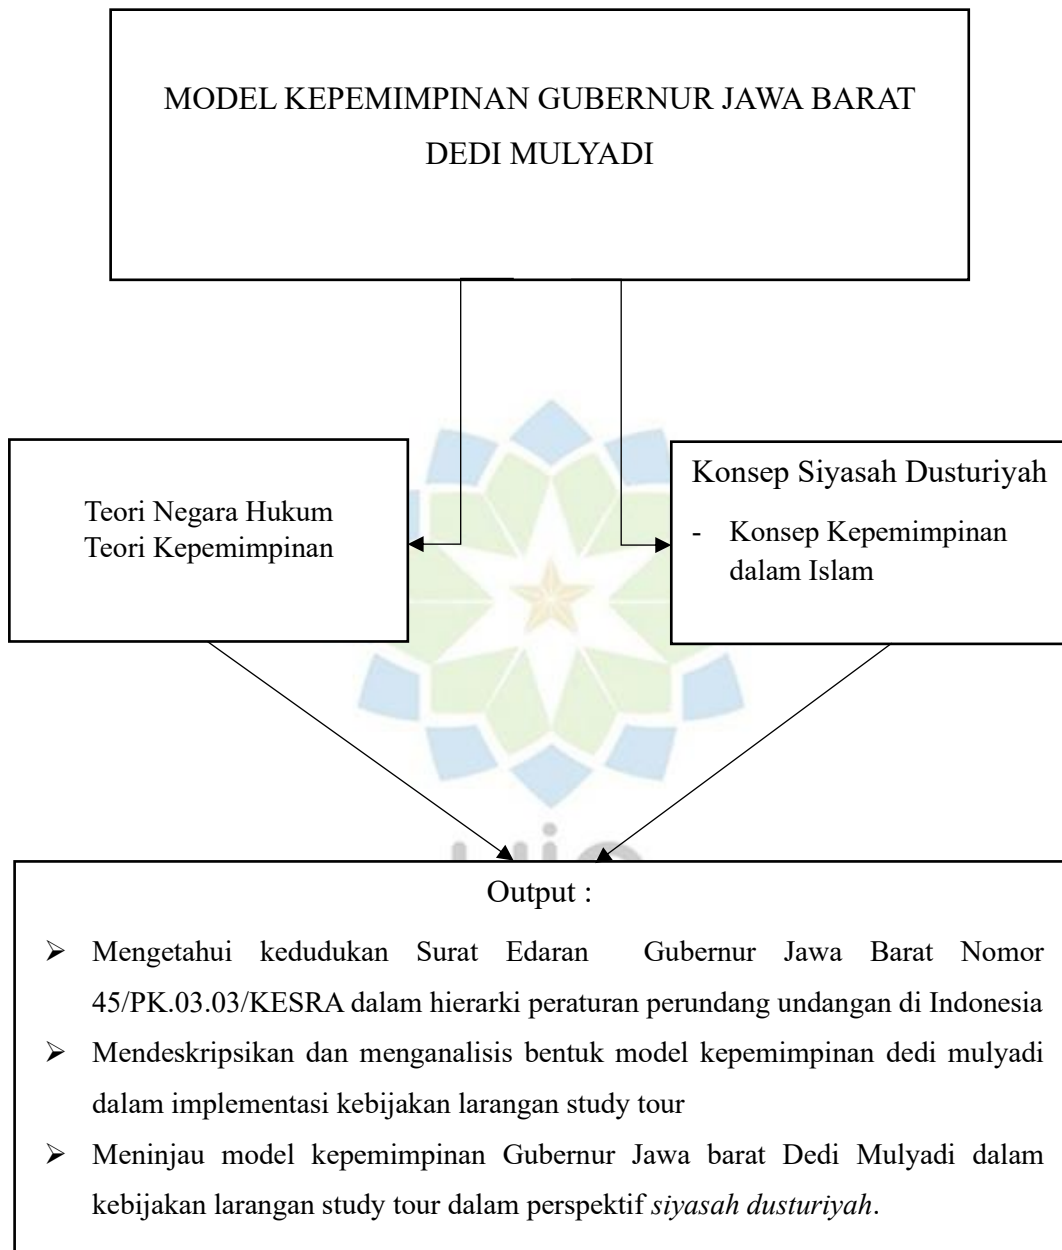 MODEL KEPEMIMPINAN GUBERNUR JAWA BARAT
DEDI MULYADI
Teori Negara Hukum
Teori Kepemimpinan
Konsep Siyasah Dusturiyah
- Konsep Kepemimpinan
dalam Islam
Output :
➢ Mengetahui kedudukan Surat Edaran Gubernur Jawa Barat Nomor
45/PK.03.03/KESRA dalam hierarki peraturan perundang undangan di Indonesia
➢ Mendeskripsikan dan menganalisis bentuk model kepemimpinan dedi mulyadi
dalam implementasi kebijakan larangan study tour
➢ Meninjau model kepemimpinan Gubernur Jawa barat Dedi Mulyadi dalam
kebijakan larangan study tour dalam perspektif siyasah dusturiyah.